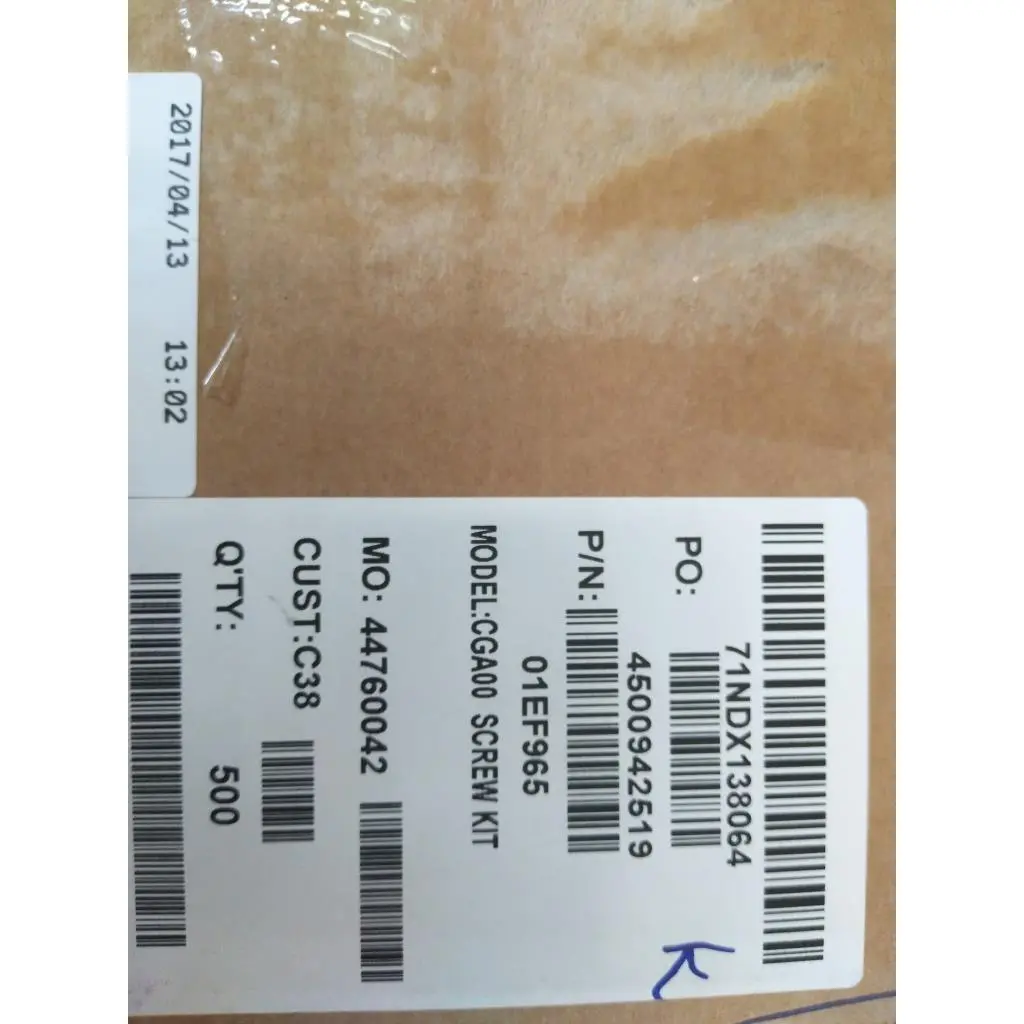 2017/04/13 13:02
71NDX138064
PO:
4500942519
P/N:
01EF965
MODEL:CGA00 SCREW KIT
MO: 44760042
CUST:C38
Q'TY: 500
K